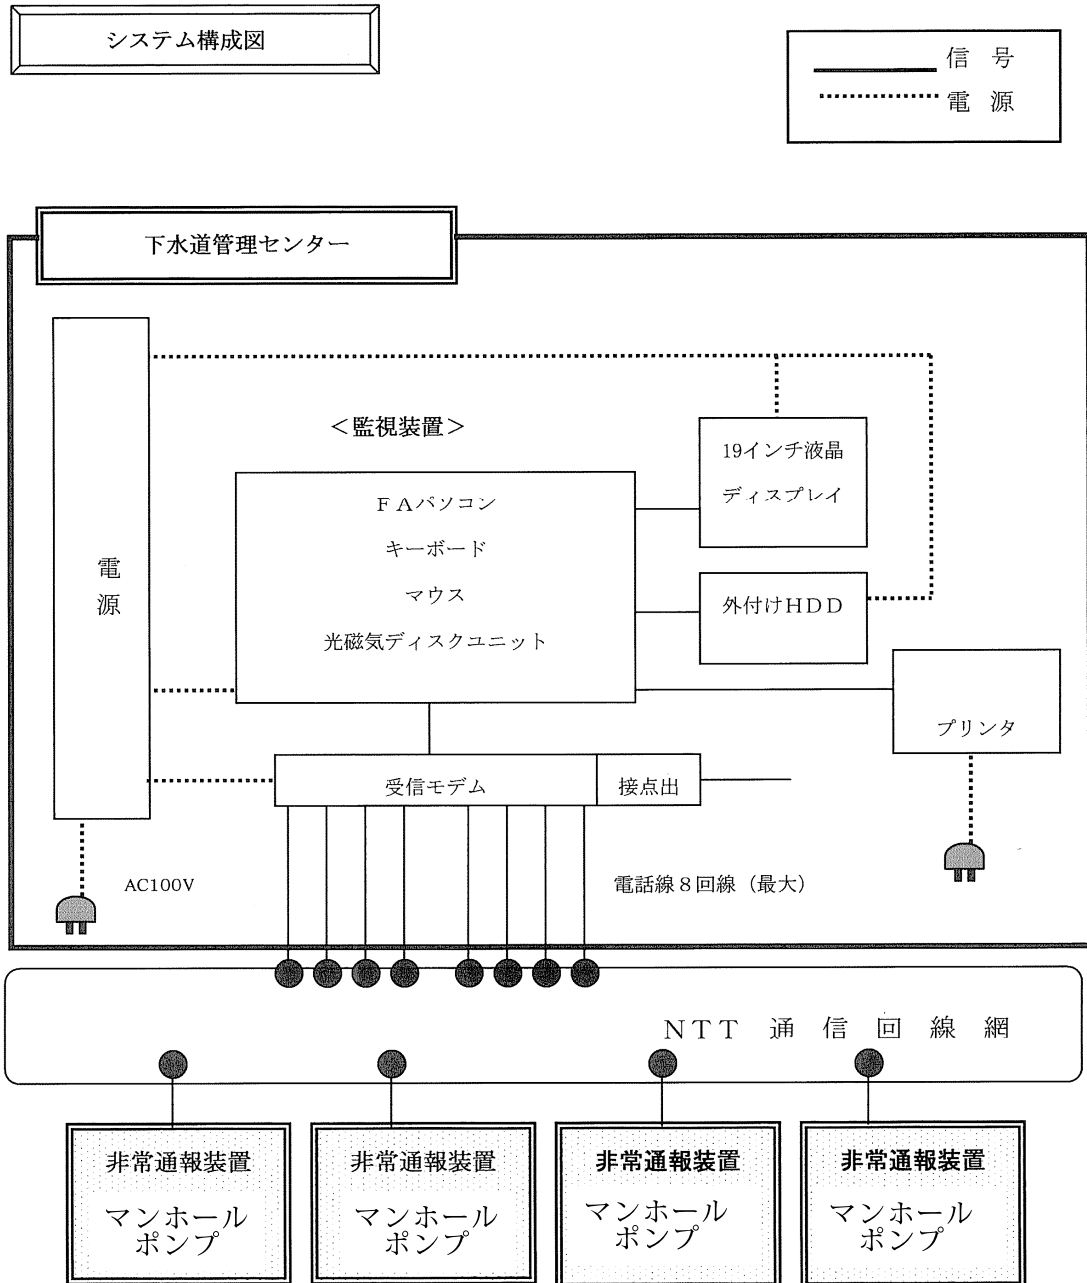 システム構成図
信 号
電 源
下水道管理センター
<監視装置>
19インチ液晶
ディスプレイ
FAパソコン
キーボード
マウス
光磁気ディスクユニット
電
源
外付けHDD
プリンタ
受信モデム
接点出
AC100V
電話線8回線(最大)
NTT 通 信 回 線 網
非常通報装置
マンホール
ポンプ
非常通報装置
マンホール
ポンプ
非常通報装置
マンホール
ポンプ
非常通報装置
マンホール
ポンプ